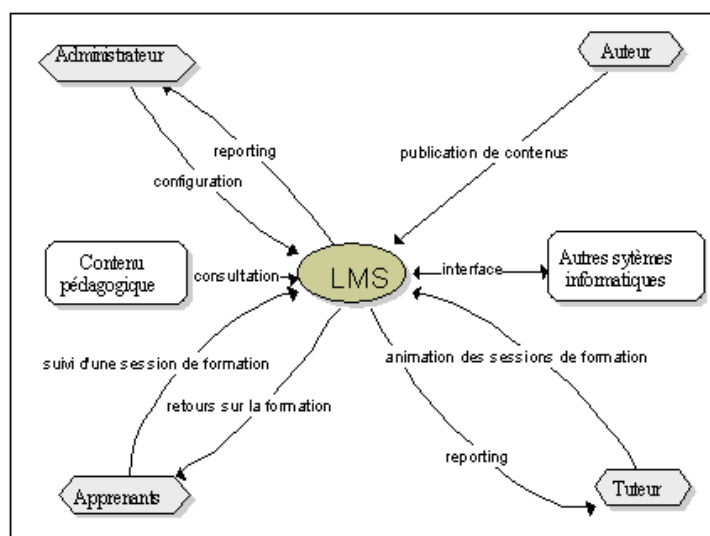 Administrateur
Auteur
reporting
publication de contenus
configuration
Contenu
pédagogique
consultation
LMS
interface
Autres sytèmes
informatiques
suivi d'une session de formation
animation des sessions de formation
retours sur la formation
reporting
Apprenants
Tuteur